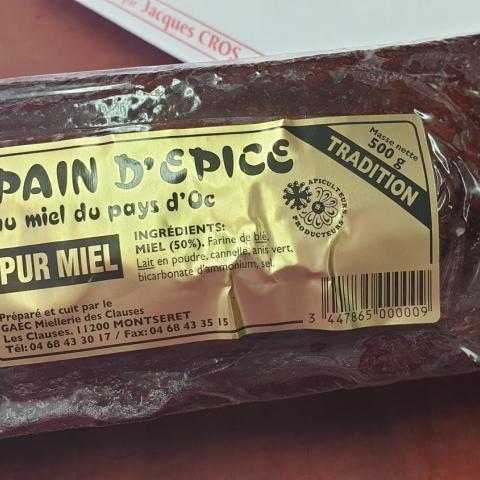 par Jacques CROS
PAIN D'EPICE
au miel du pays d'Oc
PUR MIEL
INGRÉDIENTS:
MIEL (50%). Farine de blé,
Lait en poudre, cannelle, anis vert,
bicarbonate d'ammonium, sel.
Masse nette
500 g
TRADITION
APICULTEURS
PRODUCTEURS
Préparé et cuit par le
GAEC Miellerie des Clauses
Les Clauses. 11200 MONTSERET
Tél: 04 68 43 30 17 / Fax: 04 68 43 35 15
3 447865 000009